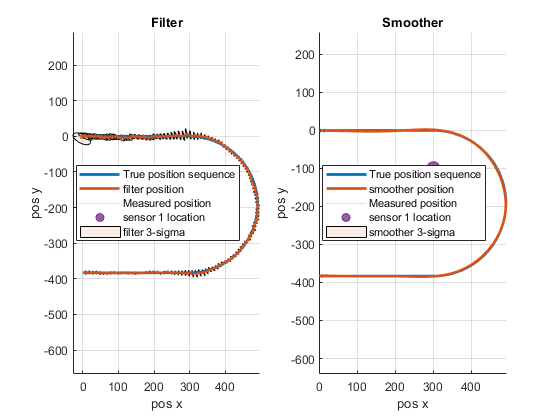 Filter
200
100
0
-100
-200
-300
-400
-500
-600
pos y
True position sequence
filter position
Measured position
sensor 1 location
filter 3-sigma
0
100
200
300
400
pos x
Smoother
200
100
0
-100
-200
-300
-400
-500
-600
pos y
True position sequence
smoother position
Measured position
sensor 1 location
smoother 3-sigma
0
100
200
300
400
pos x